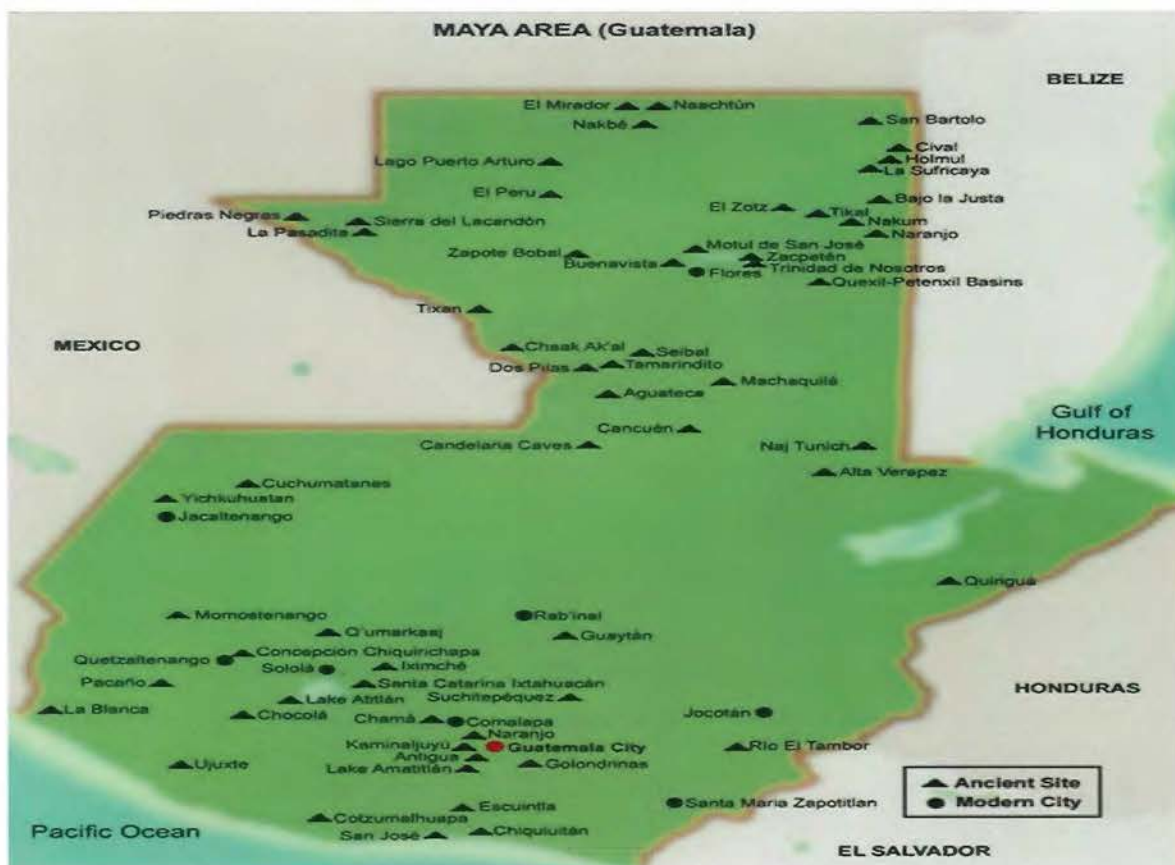 MAYA AREA (Guatemala)
BELIZE
El Mirador
Naachtún
Nakbé
San Bartolo
Cival
Holmul
La Sufricaya
Lago Puerto Arturo
El Peru
Bajo la Justa
El Zotz
Tikal
Nakum
Naranjo
Piedras Negras
Sierra del Lacandón
La Pasadita
Zapote Bobal
Motul de San José
Zacpetén
Buenavista
Trinidad de Nosotros
Flores
Quexil-Petenxil Basins
Tixan
MEXICO
Chaak Ak'al
Seibal
Dos Pilas
Tamarindito
Machaquilá
Aguateca
Gulf of
Honduras
Cancuén
Candelaria Caves
Naj Tunich
Alta Verapaz
Cuchumatanes
Yichkuhuatan
Jacaltenango
Quiriguá
Momostenango
Rab'inal
Q'umarkaaj
Guaytán
Concepción Chiquirichapa
Quetzaltenango
Sololá
Iximché
Pacaño
Santa Catarina Ixtahuacán
Suchitepéquez
HONDURAS
Lake Atitlán
La Blanca
Chocolá
Chamá
Comalapa
Jocotán
Naranjo
Kaminaljuyú
Guatemala City
Río El Tambor
Antigua
Ujuxte
Lake Amatitlán
Golondrinas
Ancient Site
Modern City
Escuintla
Santa Maria Zapotitlan
Cotzumalhuapa
San José
Chiquiuitán
Pacific Ocean
EL SALVADOR